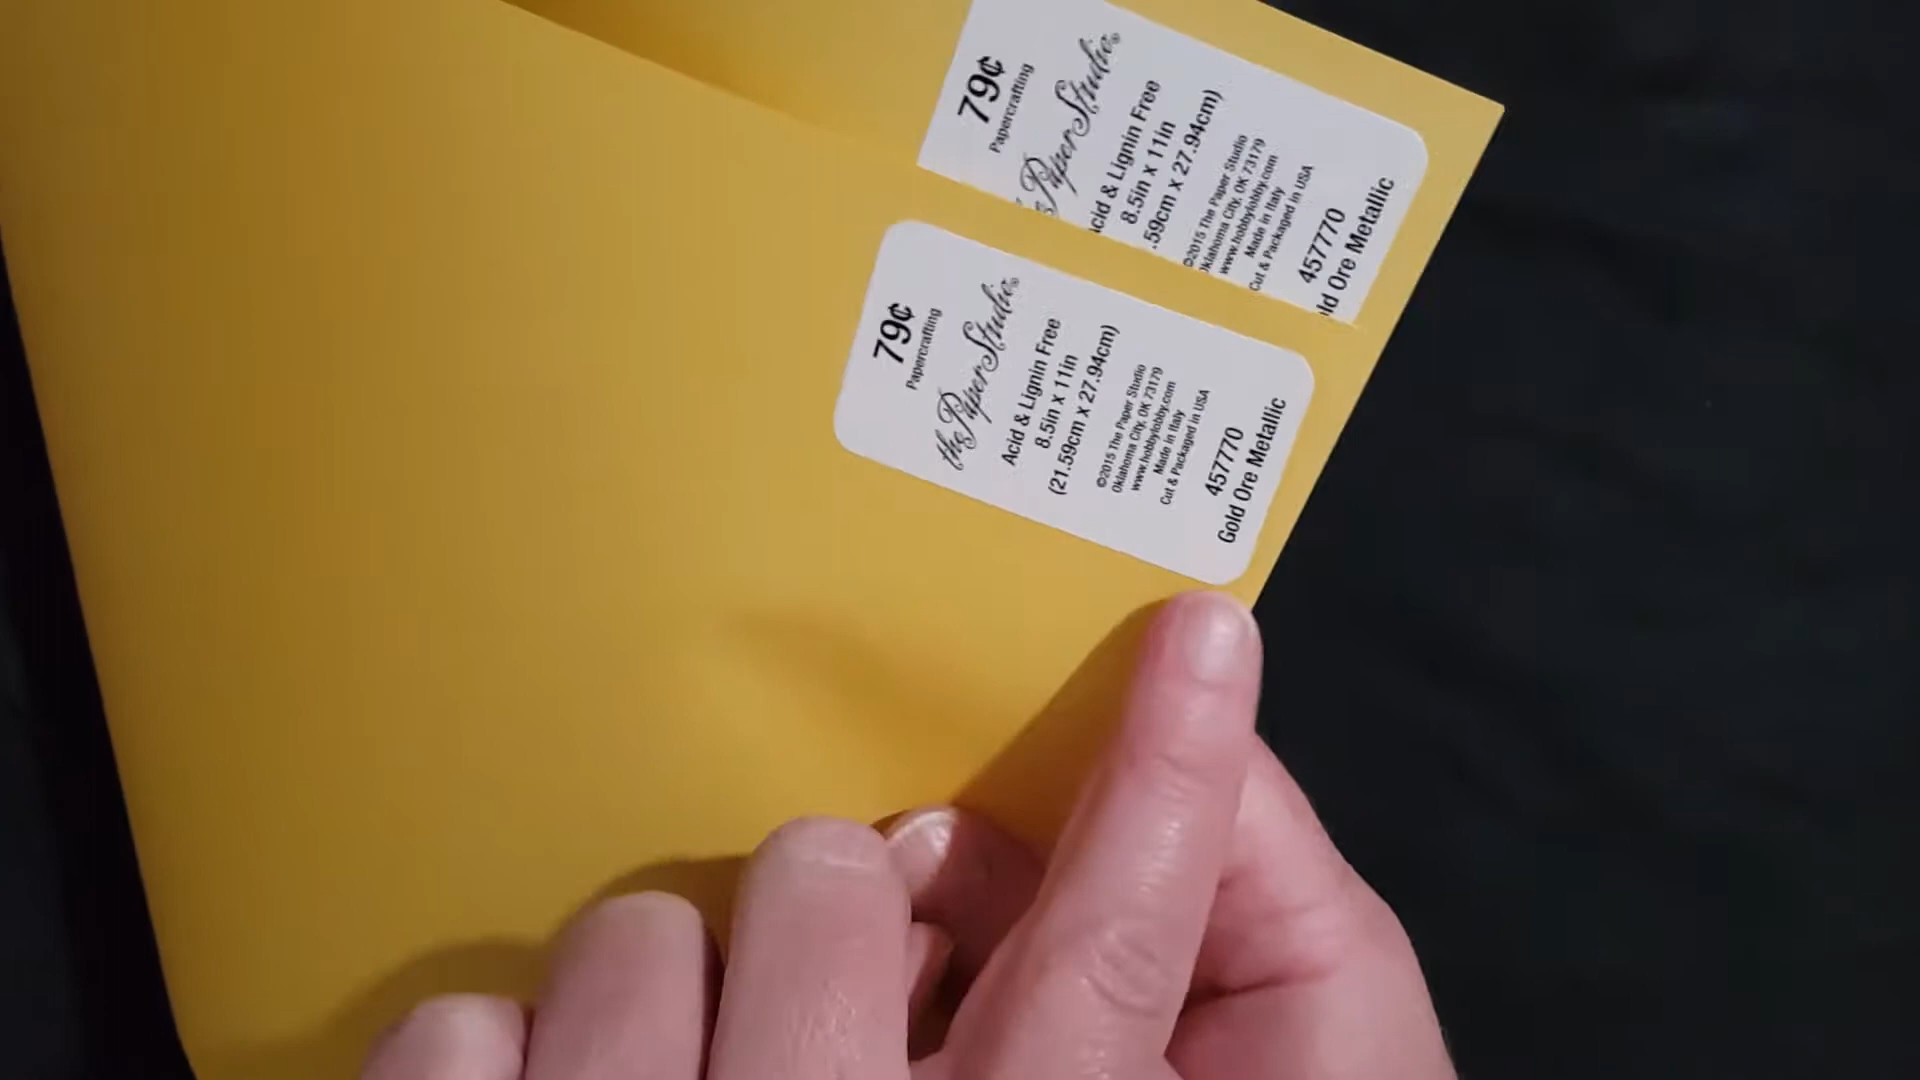 79¢
Papercrafting
the Paper Studio®
Acid & Lignin Free
8.5in x 11in
(21.59cm x 27.94cm)
©2015 The Paper Studio
Oklahoma City, OK 73179
www.hobbylobby.com
Made in Italy
Cut & Packaged in USA
457770
Gold Ore Metallic
79¢
Papercrafting
Paper Studio®
cid & Lignin Free
8.5in x 11in
.59cm x 27.94cm)
©2015 The Paper Studio
klahoma City, OK 73179
www.hobbylobby.com
Made in Italy
Cut & Packaged in USA
457770
ld Ore Metallic